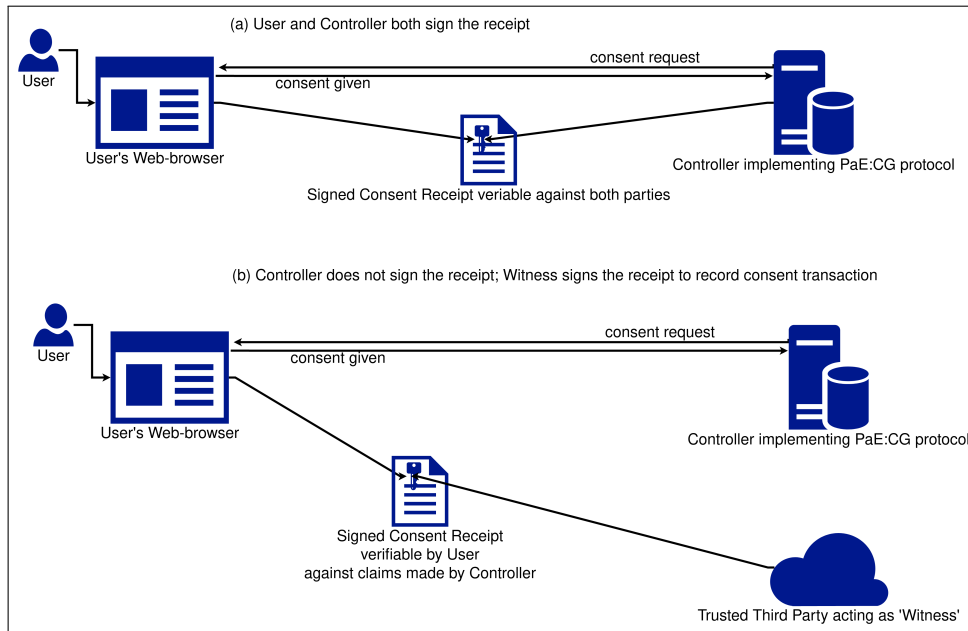 (a) User and Controller both sign the receipt
User
consent request
consent given
User's Web-browser
Controller implementing PaE:CG protocol
Signed Consent Receipt veriable against both parties
(b) Controller does not sign the receipt; Witness signs the receipt to record consent transaction
User
consent request
consent given
User's Web-browser
Controller implementing PaE:CG protocol
Signed Consent Receipt
verifiable by User
against claims made by Controller
Trusted Third Party acting as 'Witness'